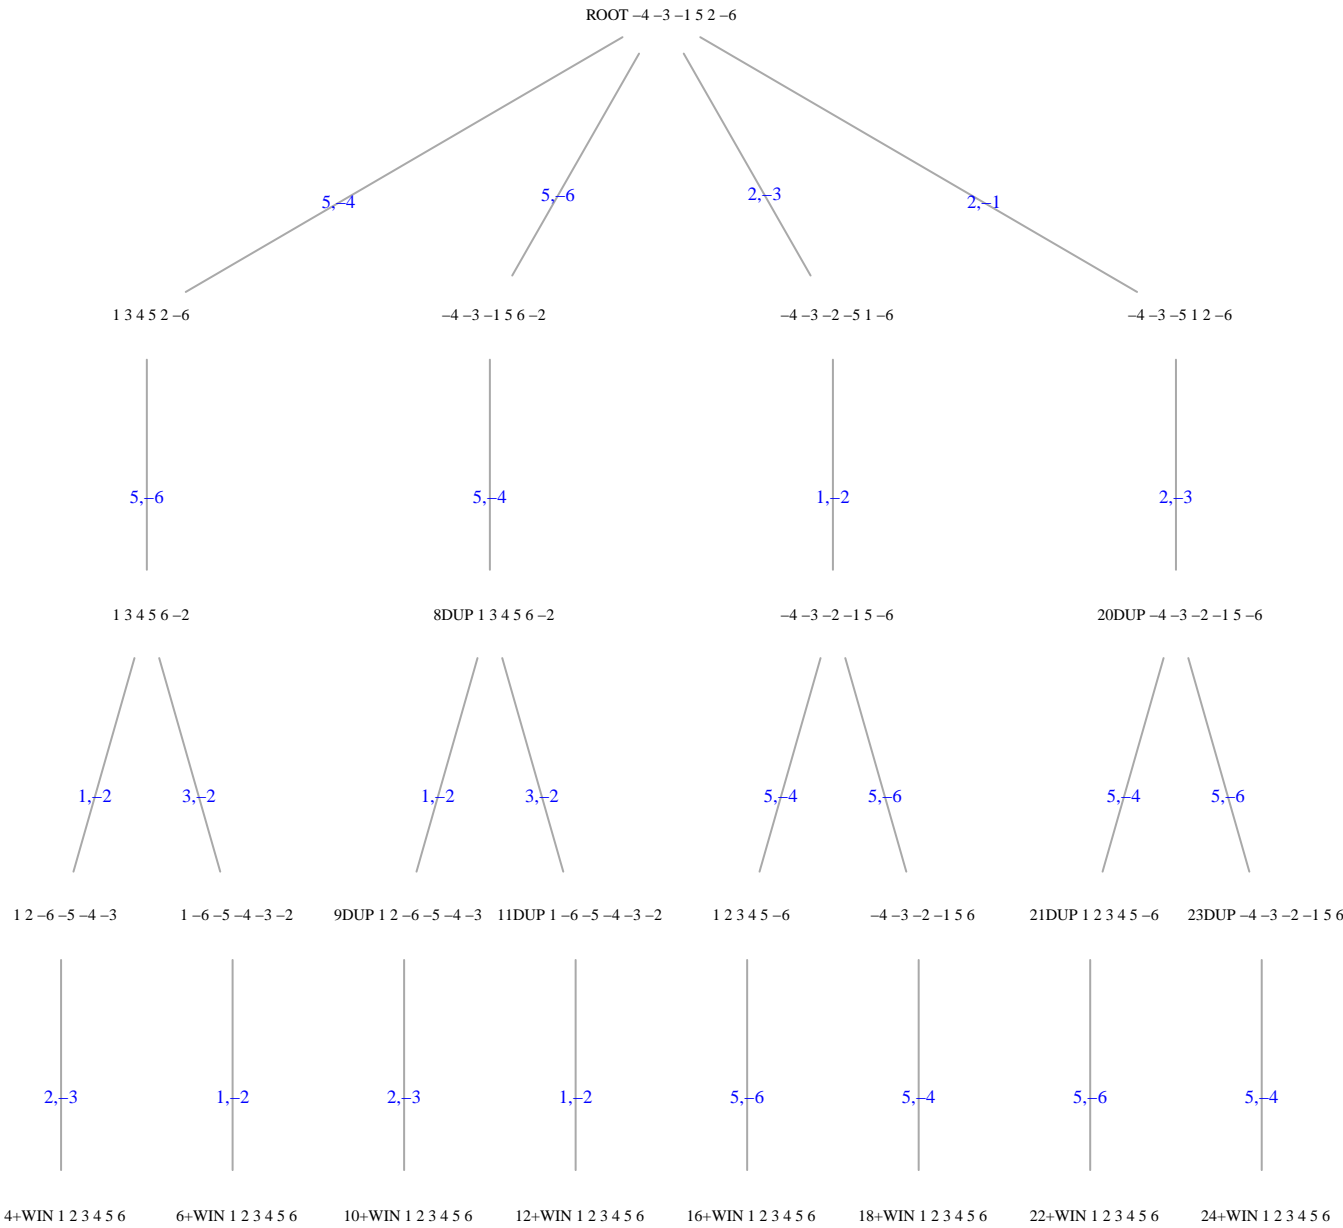 ROOT −4 −3 −1 5 2 −6
5,−4 5,−6 2,−3 2,−1
1 3 4 5 2 −6 −4 −3 −1 5 6 −2 −4 −3 −2 −5 1 −6 −4 −3 −5 1 2 −6
5,−6 5,−4 1,−2 2,−3
1 3 4 5 6 −2 8DUP 1 3 4 5 6 −2 −4 −3 −2 −1 5 −6 20DUP −4 −3 −2 −1 5 −6
1,−2 3,−2 1,−2 3,−2 5,−4 5,−6 5,−4 5,−6
1 2 −6 −5 −4 −3 1 −6 −5 −4 −3 −2 9DUP 1 2 −6 −5 −4 −3 11DUP 1 −6 −5 −4 −3 −2 1 2 3 4 5 −6 −4 −3 −2 −1 5 6 21DUP 1 2 3 4 5 −6 23DUP −4 −3 −2 −1 5 6
2,−3 1,−2 2,−3 1,−2 5,−6 5,−4 5,−6 5,−4
4+WIN 1 2 3 4 5 6 6+WIN 1 2 3 4 5 6 10+WIN 1 2 3 4 5 6 12+WIN 1 2 3 4 5 6 16+WIN 1 2 3 4 5 6 18+WIN 1 2 3 4 5 6 22+WIN 1 2 3 4 5 6 24+WIN 1 2 3 4 5 6